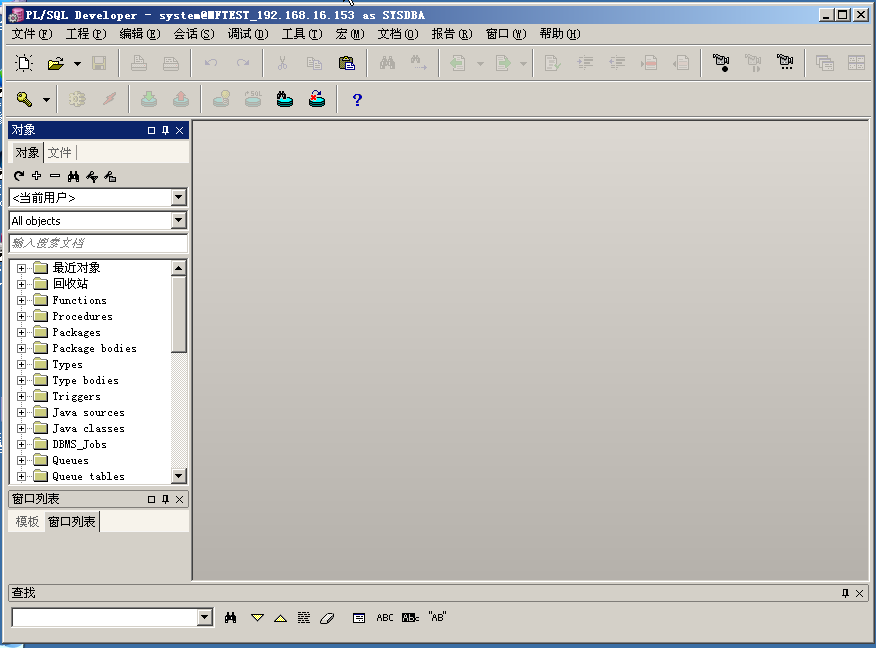 PL/SQL Developer - system@MFTEST_192.168.16.153 as SYSDBA
文件(F) 工程(P) 编辑(E) 会话(S) 调试(D) 工具(T) 宏(M) 文档(O) 报告(R) 窗口(W) 帮助(H)
SQL
?
对象
对象 文件
<当前用户>
All objects
输入搜索文档
最近对象
回收站
Functions
Procedures
Packages
Package bodies
Types
Type bodies
Triggers
Java sources
Java classes
DBMS_Jobs
Queues
Queue tables
窗口列表
模板 窗口列表
查找
ABC ABc "AB"